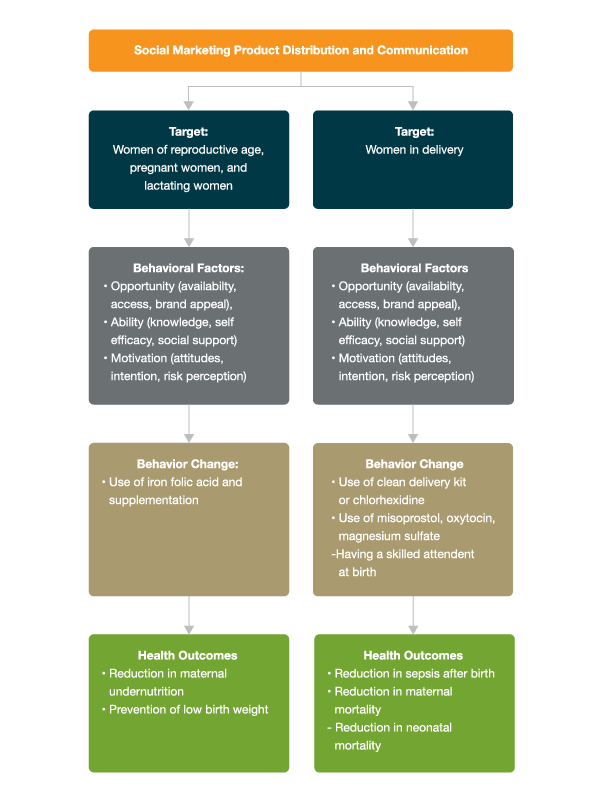 Social Marketing Product Distribution and Communication
Target:
Women of reproductive age,
pregnant women, and
lactating women
Target:
Women in delivery
Behavioral Factors:
• Opportunity (availabilty,
access, brand appeal),
• Ability (knowledge, self
efficacy, social support)
• Motivation (attitudes,
intention, risk perception)
Behavioral Factors
• Opportunity (availabilty,
access, brand appeal),
• Ability (knowledge, self
efficacy, social support)
• Motivation (attitudes,
intention, risk perception)
Behavior Change:
• Use of iron folic acid and
supplementation
Behavior Change
• Use of clean delivery kit
or chlorhexidine
• Use of misoprostol, oxytocin,
magnesium sulfate
-Having a skilled attendent
at birth
Health Outcomes
• Reduction in maternal
undernutrition
• Prevention of low birth weight
Health Outcomes
• Reduction in sepsis after birth
• Reduction in maternal
mortality
- Reduction in neonatal
mortality